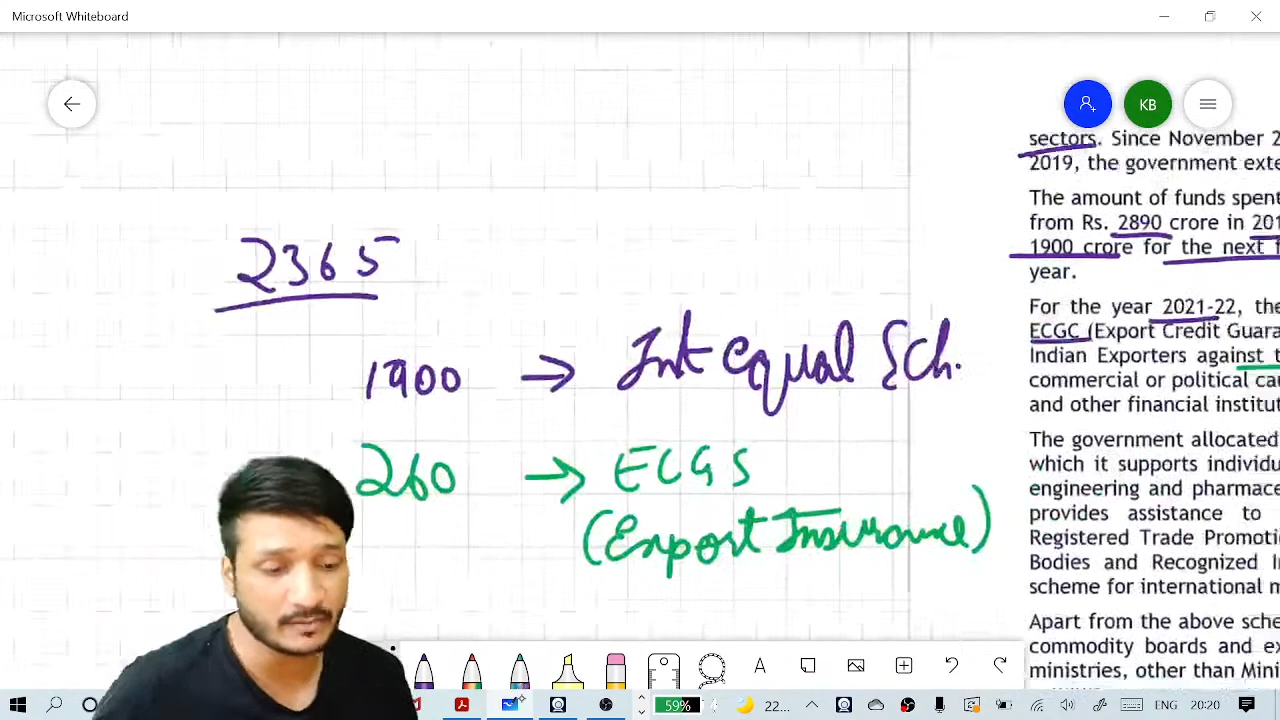 Microsoft Whiteboard
KB
sectors. Since November 2
2019, the government exte
The amount of funds spent
from Rs. 2890 crore in 201
1900 crore for the next f
year.
2365
1900 → Int equal Sch.
260 → ECGS
(Export Insurance)
For the year 2021-22, the
ECGC (Export Credit Guara
Indian Exporters against t
commercial or political cau
and other financial institut
The government allocated
which it supports individu
engineering and pharmace
provides assistance to
Registered Trade Promoti
Bodies and Recognized I
scheme for international m
Apart from the above sche
commodity boards and ex
ministries, other than Mini
A
59%
22...
ENG
2020